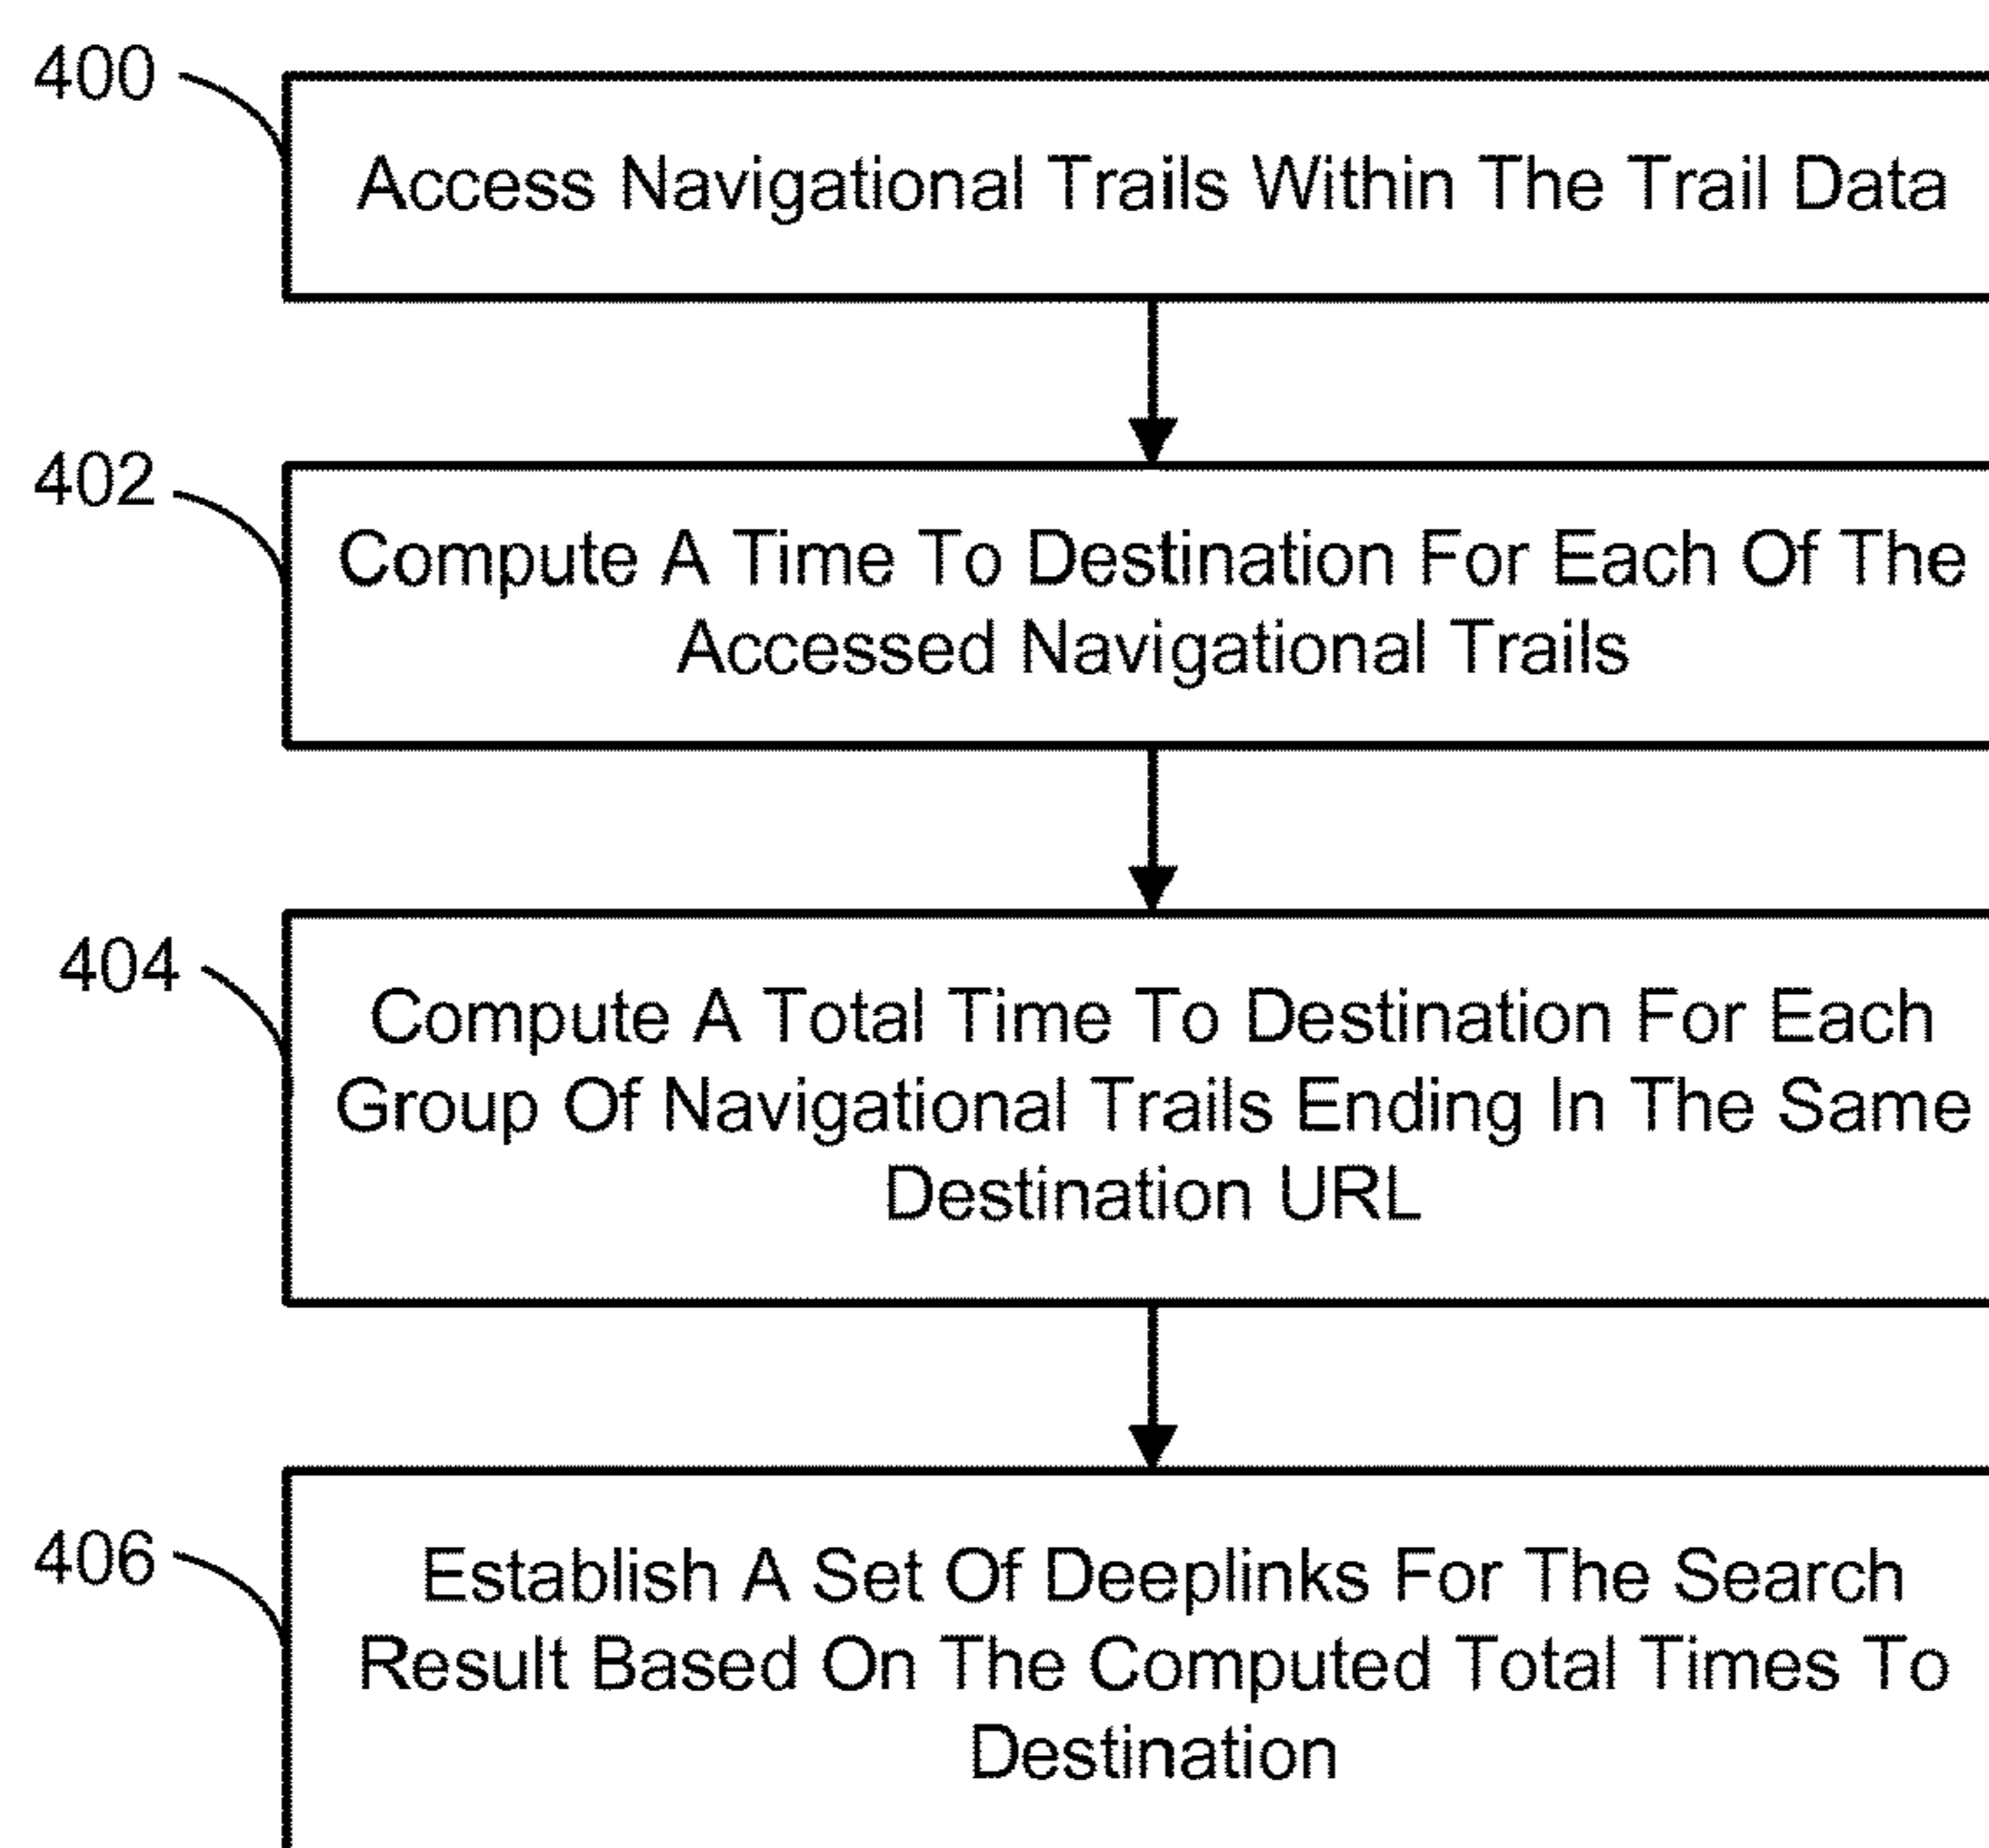 400
Access Navigational Trails Within The Trail Data
402
Compute A Time To Destination For Each Of The
Accessed Navigational Trails
404
Compute A Total Time To Destination For Each
Group Of Navigational Trails Ending In The Same
Destination URL
406
Establish A Set Of Deeplinks For The Search
Result Based On The Computed Total Times To
Destination